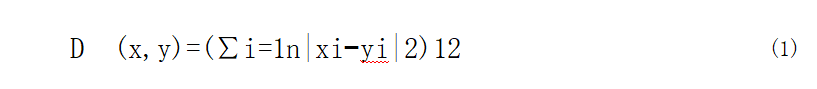 D (x,y)=(∑i=1n|xi-yi|2)12 (1)